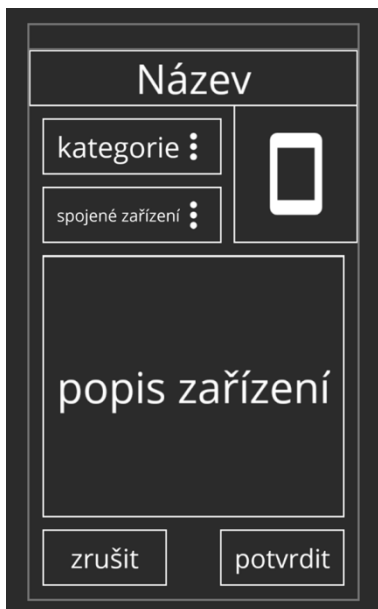 Název
kategorie
spojené zařízení
popis zařízení
zrušit
potvrdit